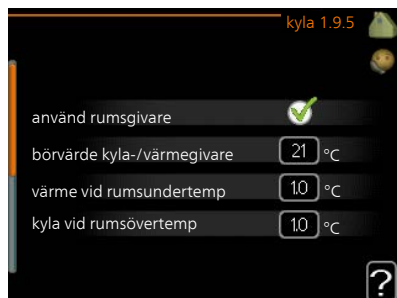 kyla 1.9.5
använd rumsgivare
börvärde kyla-/värmegivare 21 °C
värme vid rumsundertemp 1.0 °C
kyla vid rumsövertemp 1.0 °C
?